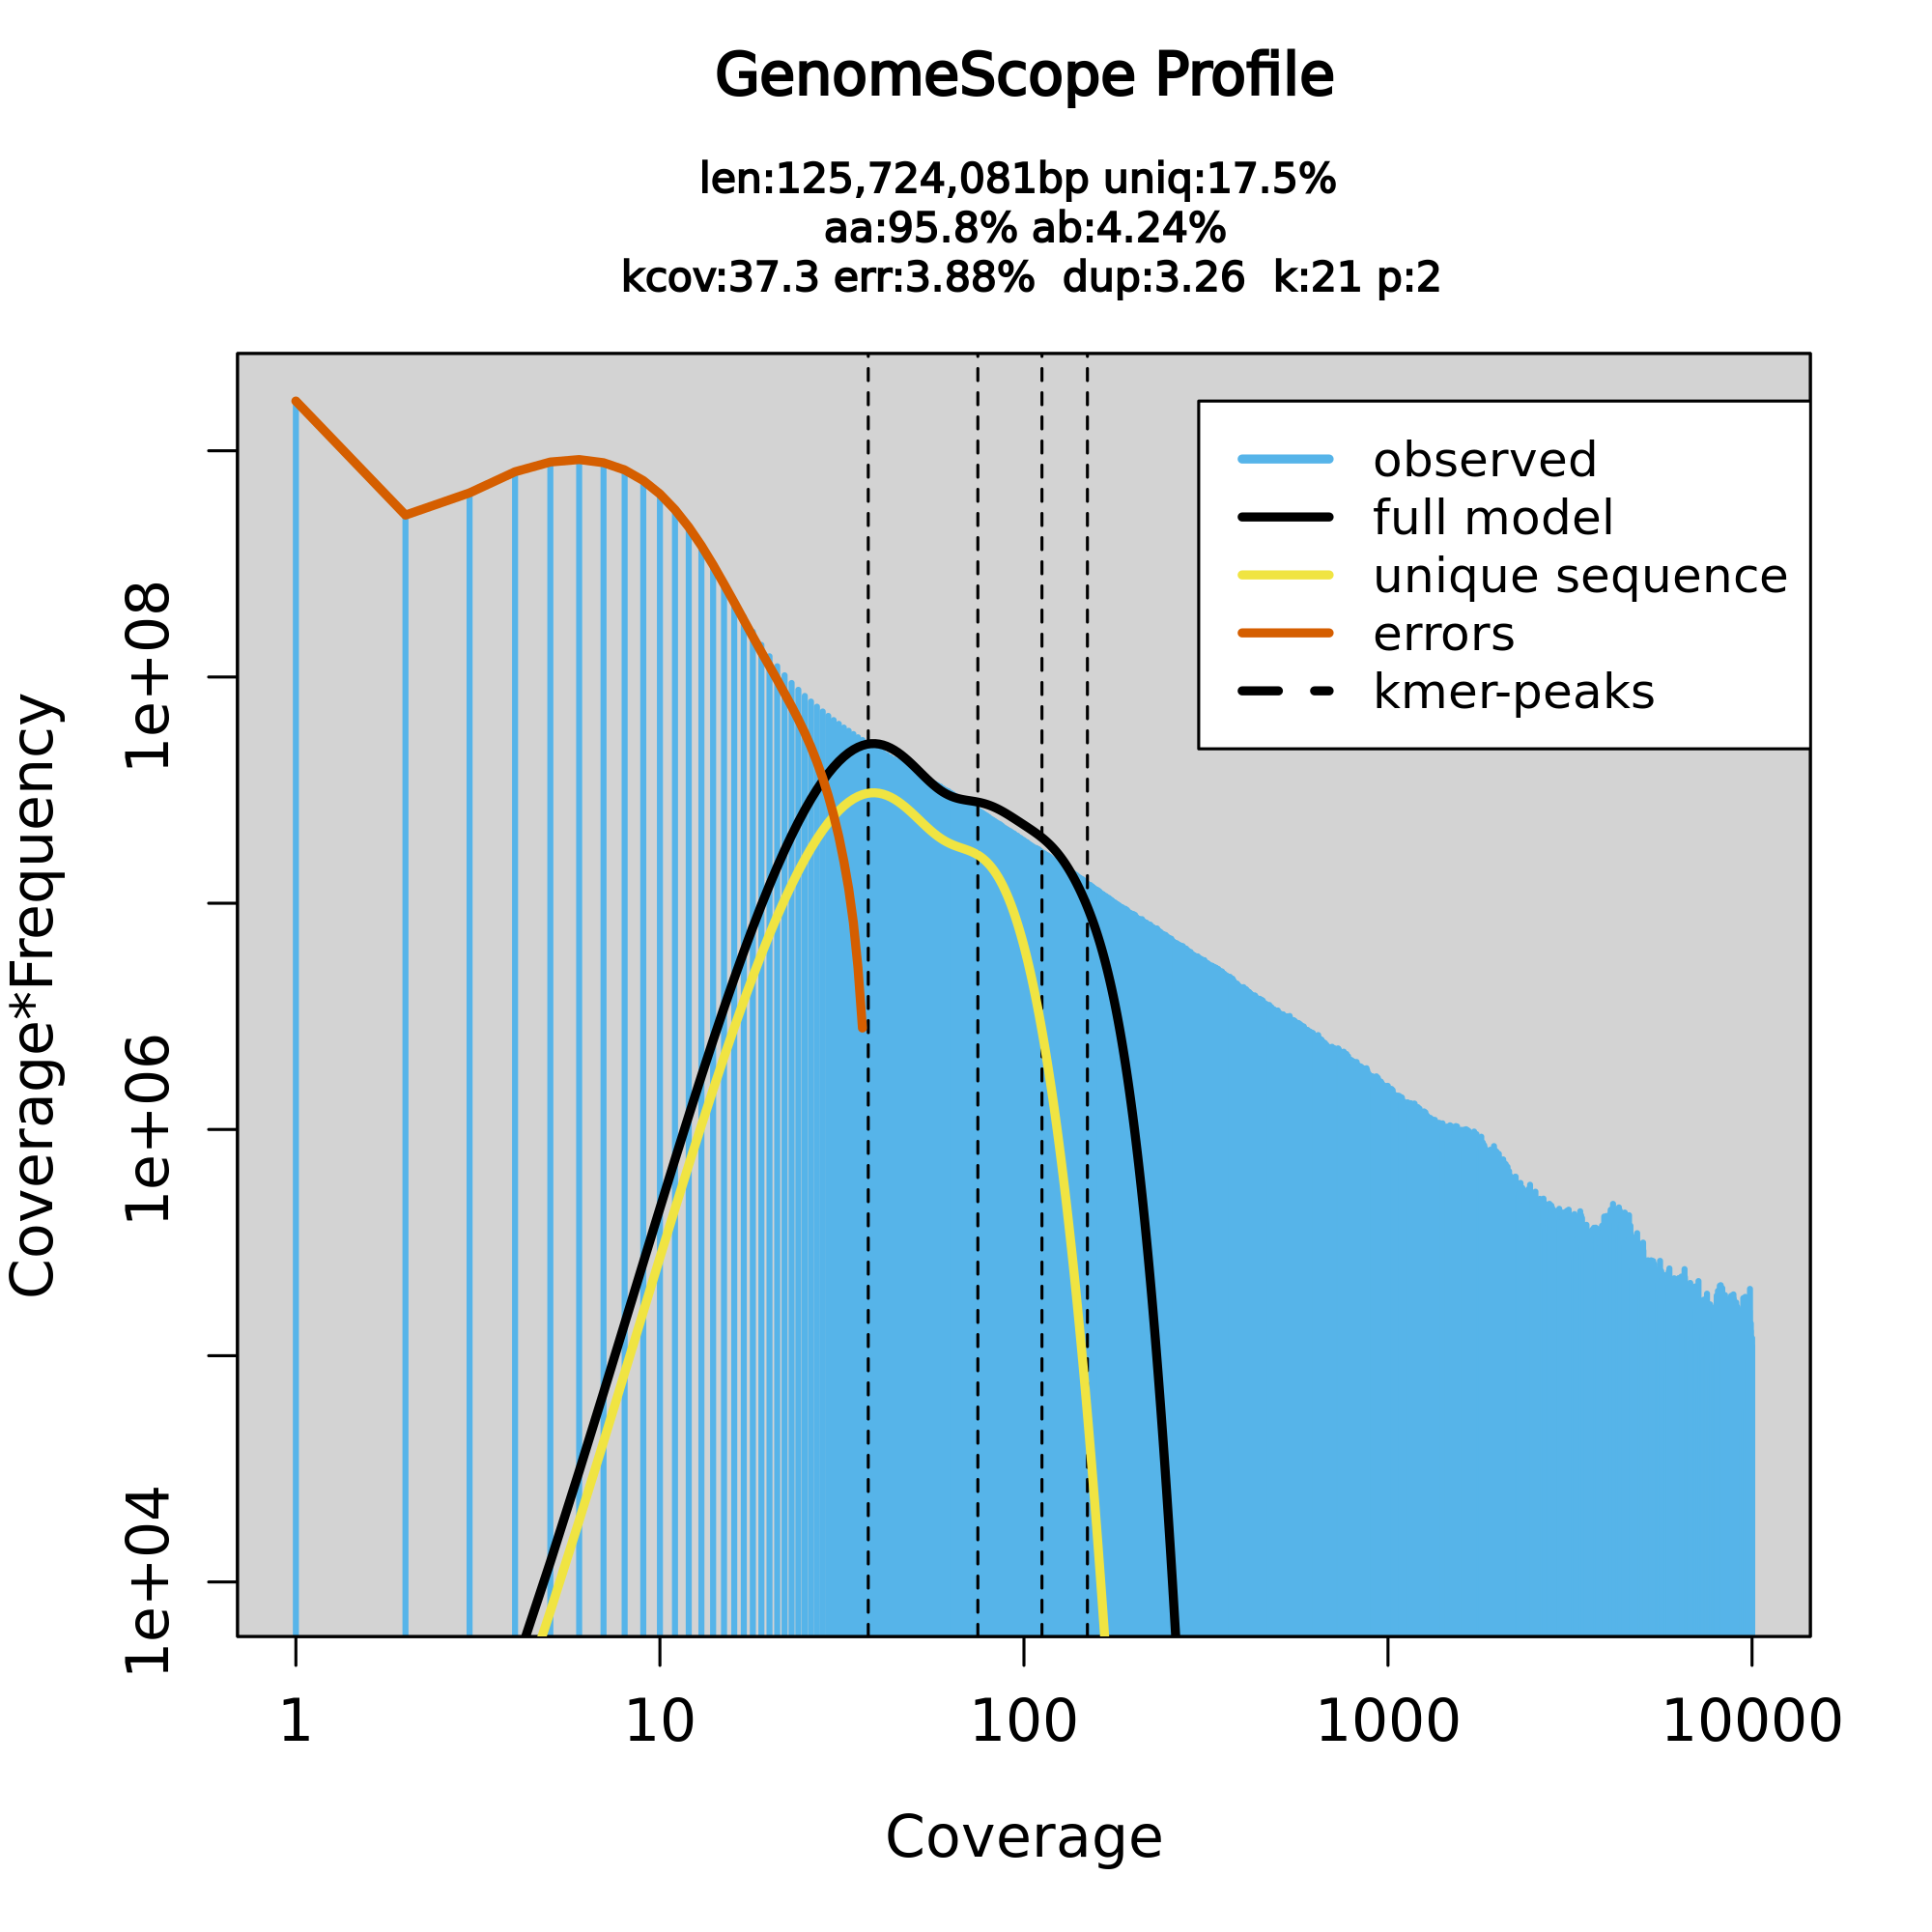 GenomeScope Profile
len:125,724,081bp uniq:17.5%
aa:95.8% ab:4.24%
kcov:37.3 err:3.88%  dup:3.26  k:21 p:2
observed
full model
unique sequence
errors
kmer-peaks
Coverage*Frequency
1e+08
1e+06
1e+04
1 10 100 1000 10000
Coverage